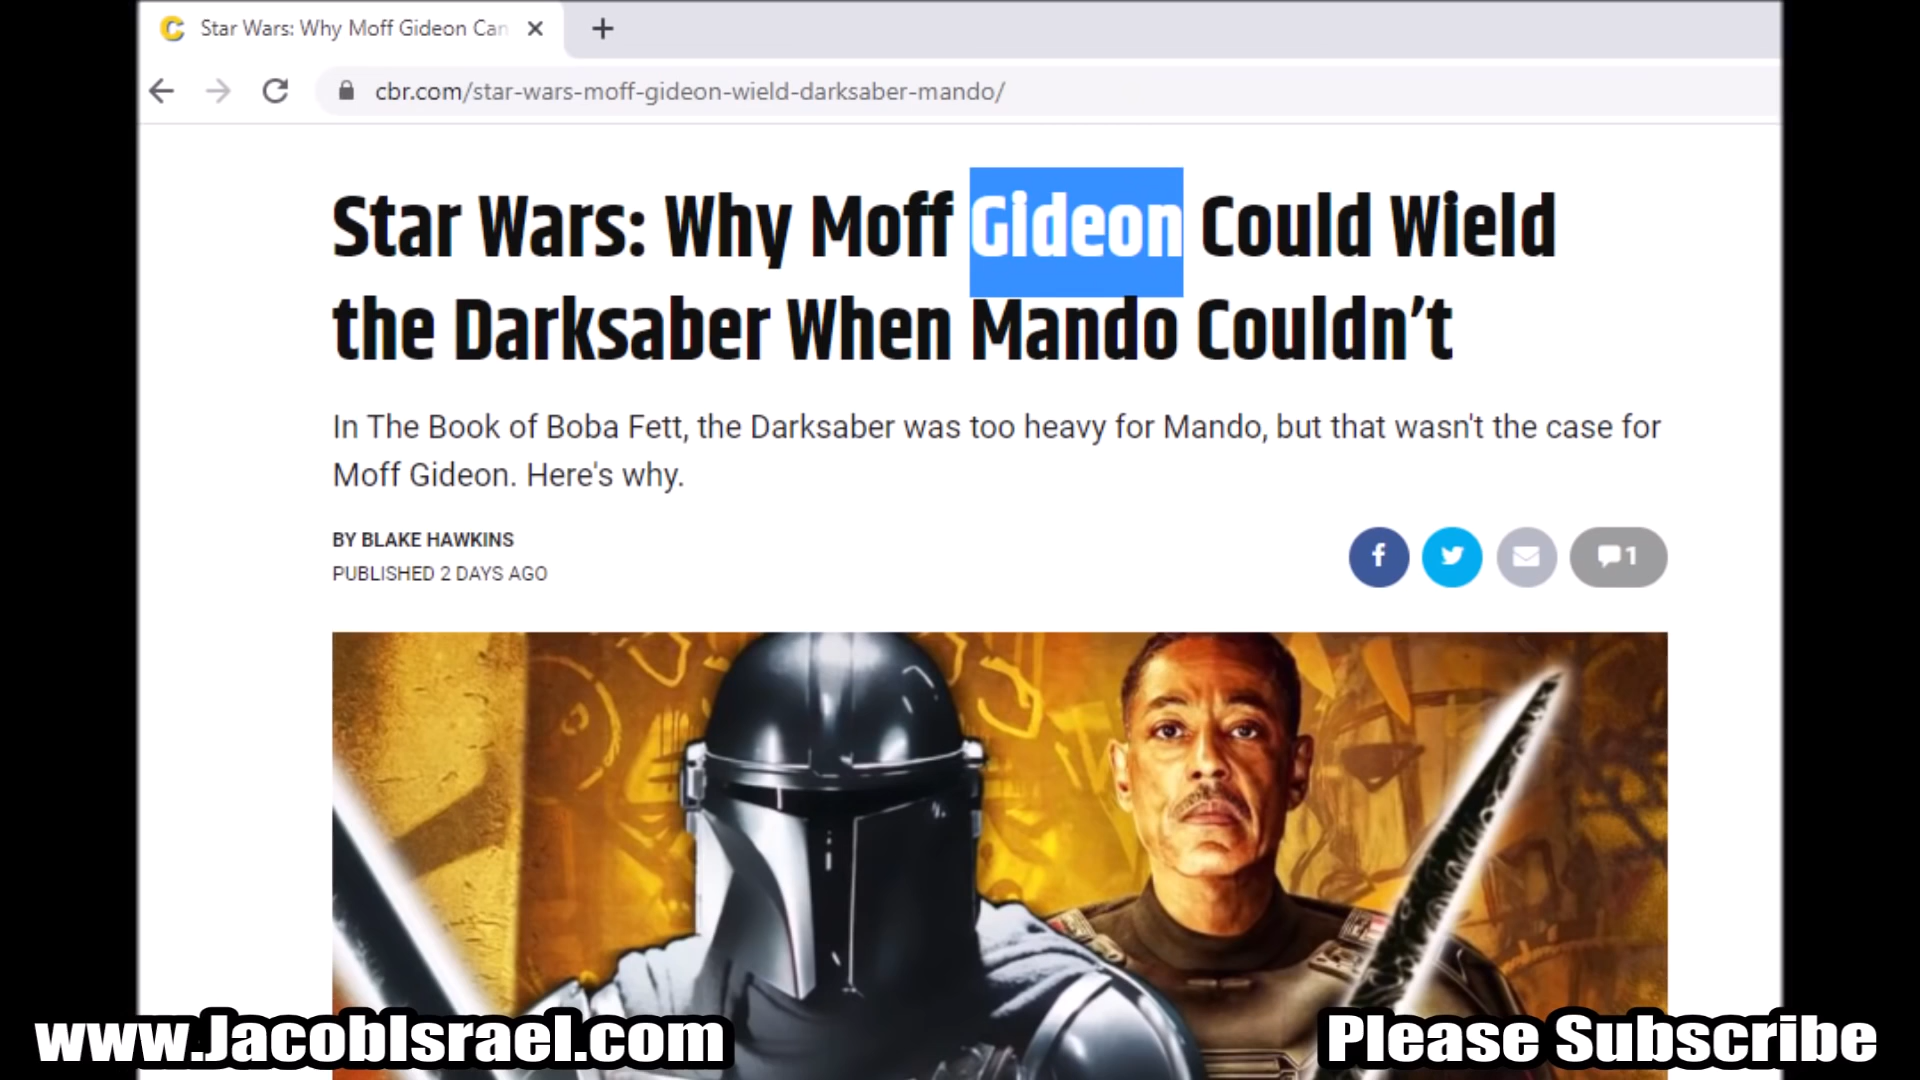 Star Wars: Why Moff Gideon Can
cbr.com/star-wars-moff-gideon-wield-darksaber-mando/
Star Wars: Why Moff Gideon Could Wield
the Darksaber When Mando Couldn’t
In The Book of Boba Fett, the Darksaber was too heavy for Mando, but that wasn't the case for
Moff Gideon. Here's why.
BY BLAKE HAWKINS
PUBLISHED 2 DAYS AGO
1
www.JacobIsrael.com
Please Subscribe